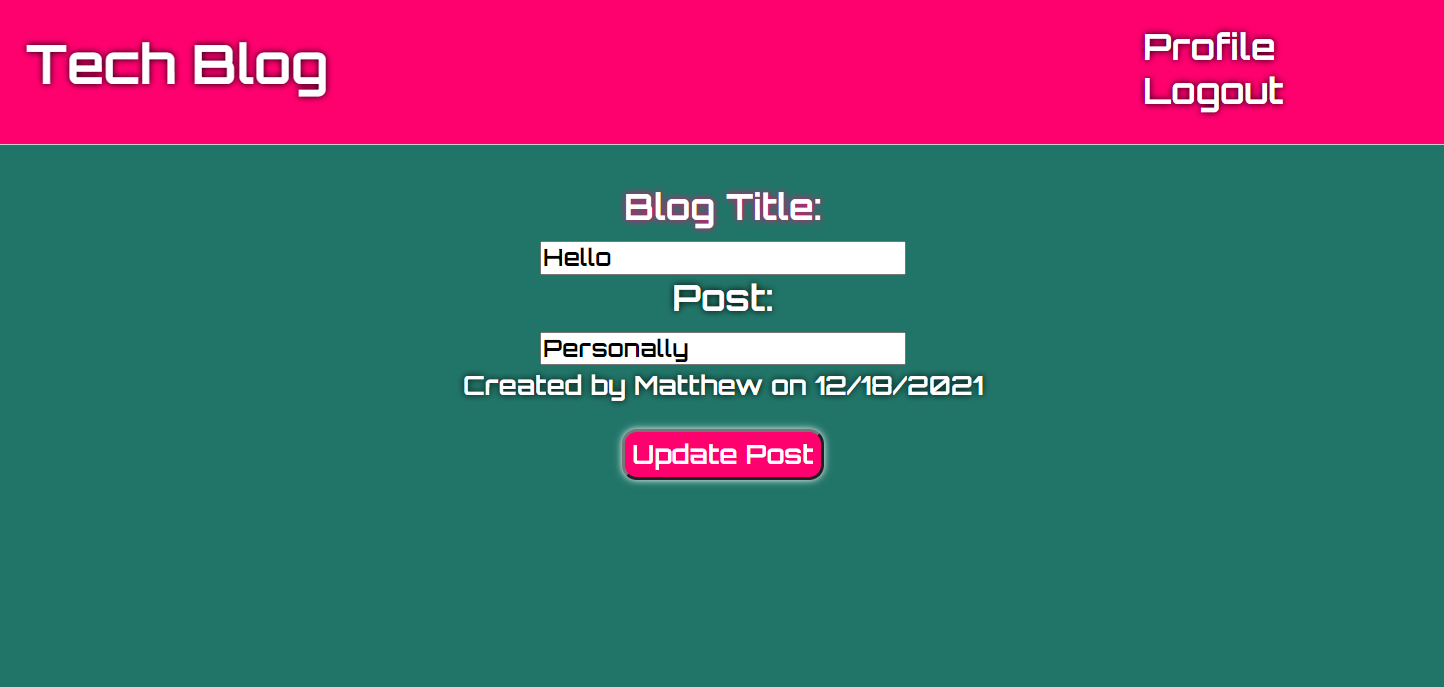 Tech Blog
Profile
Logout
Blog Title:
Hello
Post:
Personally
Created by Matthew on 12/18/2021
Update Post